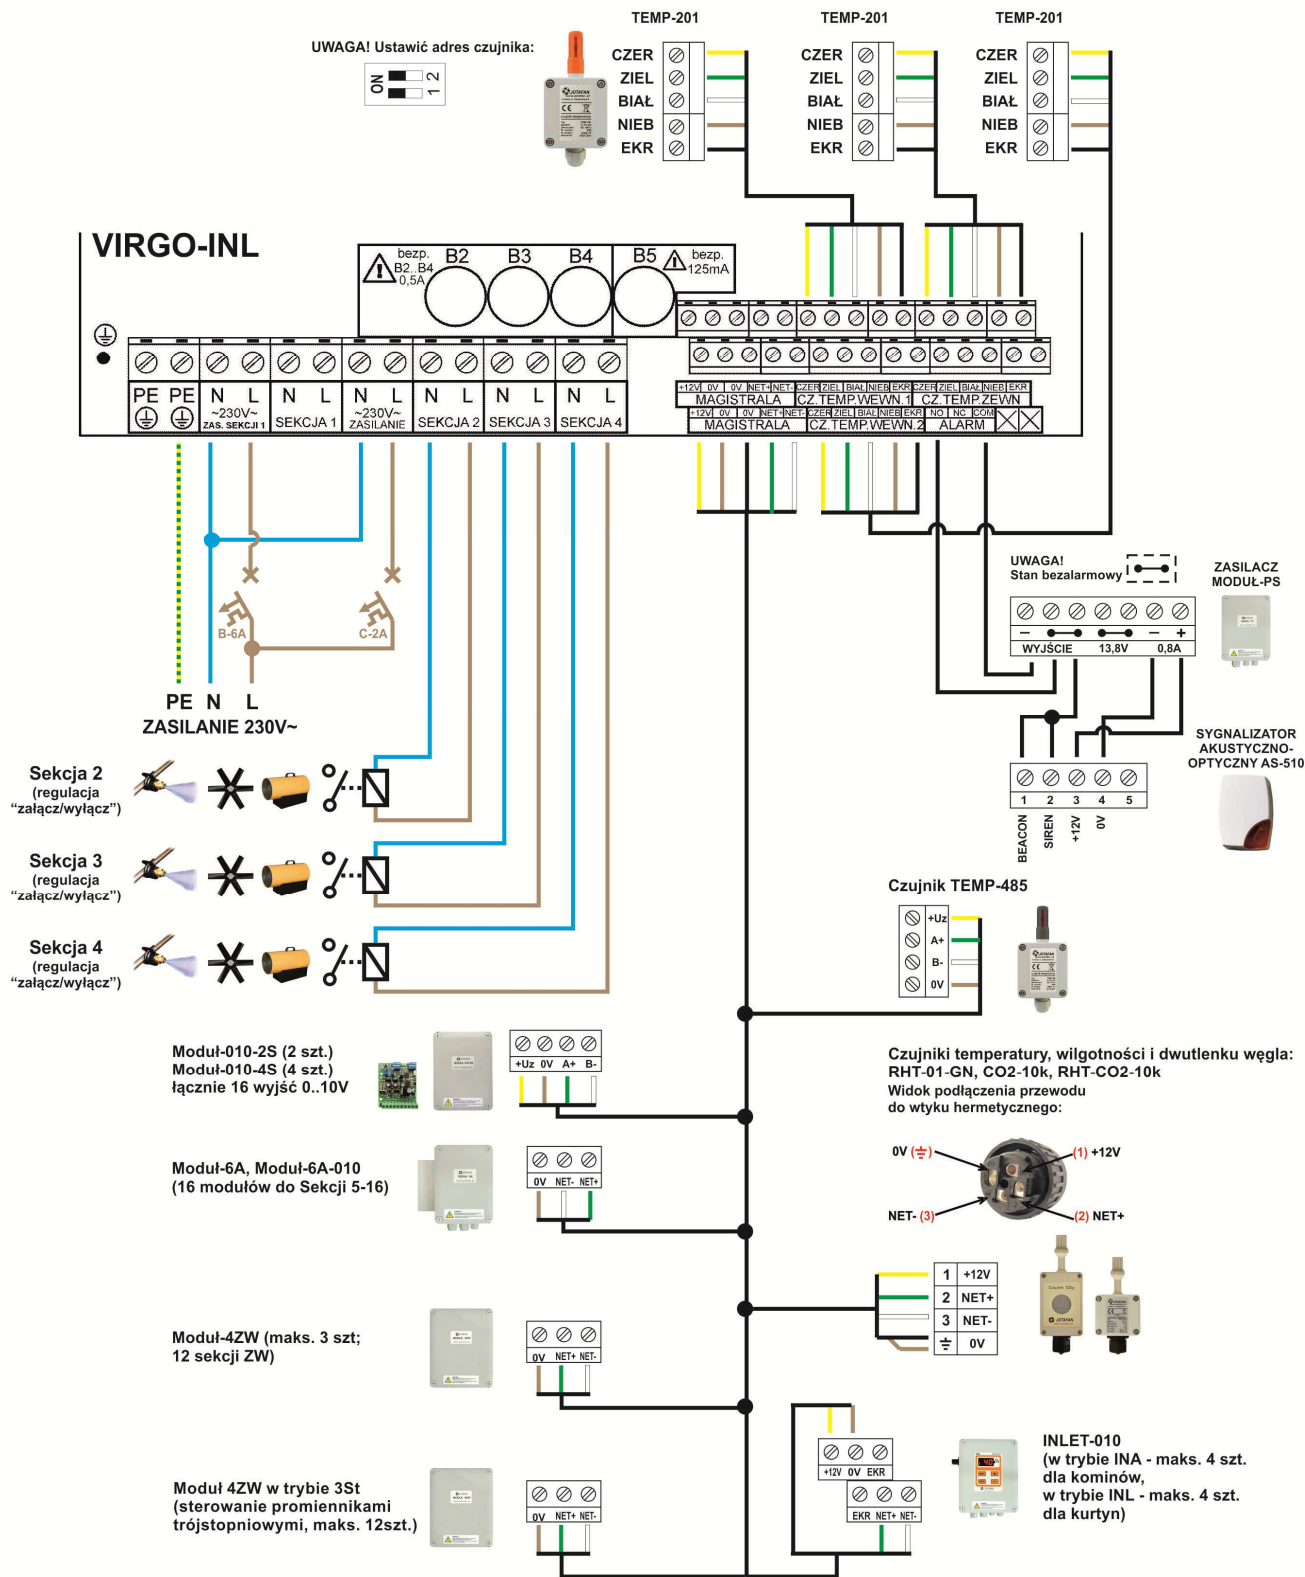 TEMP-201
TEMP-201
TEMP-201
UWAGA! Ustawić adres czujnika:
ON
1 2
JOTAFAN
CZER
ZIEL
BIAŁ
NIEB
EKR
CZER
ZIEL
BIAŁ
NIEB
EKR
CZER
ZIEL
BIAŁ
NIEB
EKR
VIRGO-INL
bezp.
B2..B4
0,5A
B2
B3
B4
B5
bezp.
125mA
PE PE N L N L N L N L N L N L
~230V~
ZAS. SEKCJI 1
SEKCJA 1
~230V~
ZASILANIE
SEKCJA 2
SEKCJA 3
SEKCJA 4
+12V 0V 0V NET+ NET- CZER ZIEL BIAŁ NIEB EKR CZER ZIEL BIAŁ NIEB EKR
MAGISTRALA CZ.TEMP.WEWN.1 CZ.TEMP.ZEWN
+12V 0V 0V NET+ NET- CZER ZIEL BIAŁ NIEB EKR NO NC COM
MAGISTRALA CZ.TEMP.WEWN.2 ALARM
B-6A
C-2A
PE N L
ZASILANIE 230V~
UWAGA!
Stan bezalarmowy
ZASILACZ
MODUŁ-PS
− − +
WYJŚCIE 13,8V 0,8A
SYGNALIZATOR
AKUSTYCZNO-
OPTYCZNY AS-510
1 2 3 4 5
BEACON
SIREN
+12V
0V
Sekcja 2
(regulacja
“załącz/wyłącz”)
Sekcja 3
(regulacja
“załącz/wyłącz”)
Sekcja 4
(regulacja
“załącz/wyłącz”)
Czujnik TEMP-485
+Uz
A+
B-
0V
JOTAFAN
Moduł-010-2S (2 szt.)
Moduł-010-4S (4 szt.)
łącznie 16 wyjść 0..10V
+Uz 0V A+ B-
Czujniki temperatury, wilgotności i dwutlenku węgla:
RHT-01-GN, CO2-10k, RHT-CO2-10k
Widok podłączenia przewodu
do wtyku hermetycznego:
0V
(1) +12V
NET- (3)
(2) NET+
Moduł-6A, Moduł-6A-010
(16 modułów do Sekcji 5-16)
0V NET- NET+
1 +12V
2 NET+
3 NET-
0V
Czujnik CO2
JOTAFAN
JOTAFAN
Moduł-4ZW (maks. 3 szt;
12 sekcji ZW)
0V NET+ NET-
+12V 0V EKR
EKR NET+ NET-
INLET-010
(w trybie INA - maks. 4 szt.
dla kominów,
w trybie INL - maks. 4 szt.
dla kurtyn)
Moduł 4ZW w trybie 3St
(sterowanie promiennikami
trójstopniowymi, maks. 12szt.)
0V NET+ NET-